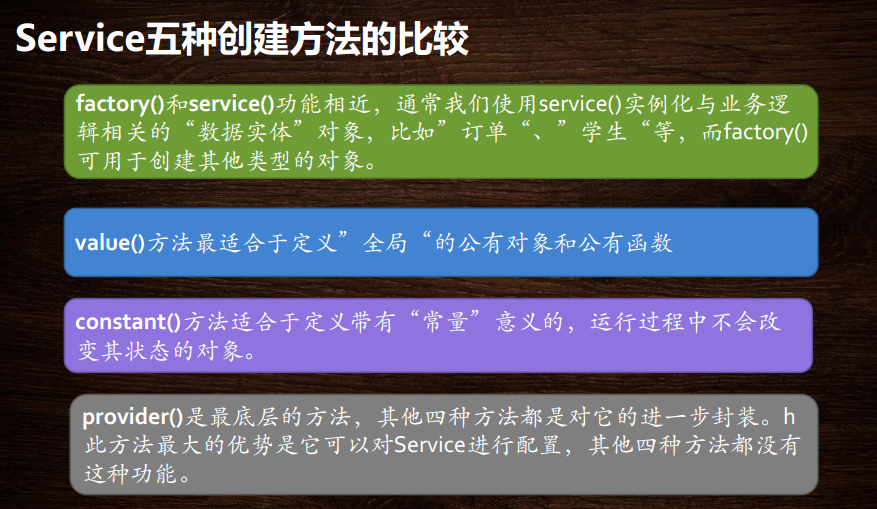 Service五种创建方法的比较
factory()和service()功能相近，通常我们使用service()实例化与业务逻
辑相关的“数据实体”对象，比如”订单“、”学生“等，而factory()
可用于创建其他类型的对象。
value()方法最适合于定义”全局“的公有对象和公有函数
constant()方法适合于定义带有“常量”意义的，运行过程中不会改
变其状态的对象。
provider()是最底层的方法，其他四种方法都是对它的进一步封装。h
此方法最大的优势是它可以对Service进行配置，其他四种方法都没有
这种功能。